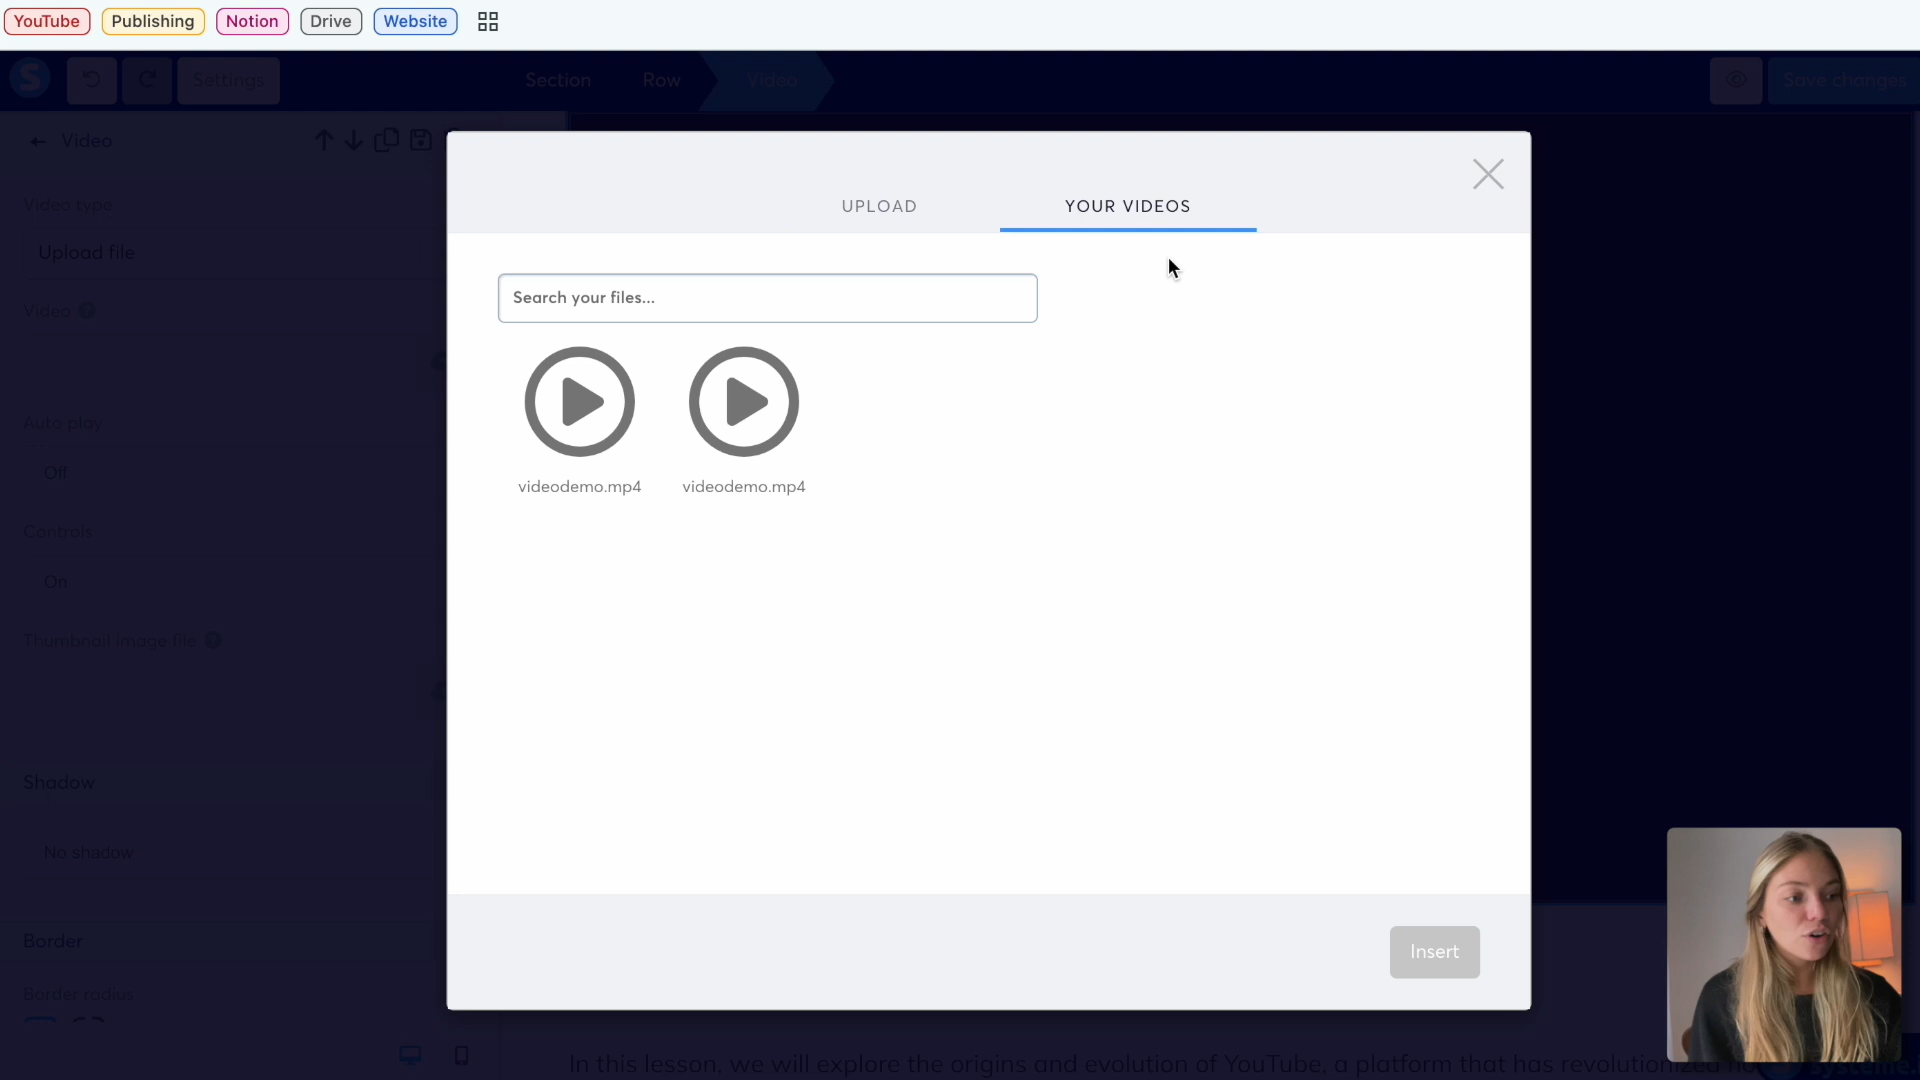 YouTube Publishing Notion Drive Website
S Settings Section Row Video Save changes
Video
UPLOAD YOUR VIDEOS
Video type
Upload file
Search your files...
Video
Auto play
Off
videodemo.mp4 videodemo.mp4
Controls
On
Thumbnail image file
Shadow
No shadow
Border
Insert
Border radius
In this lesson, we will explore the origins and evolution of YouTube, a platform that has revolutionized
systeme.